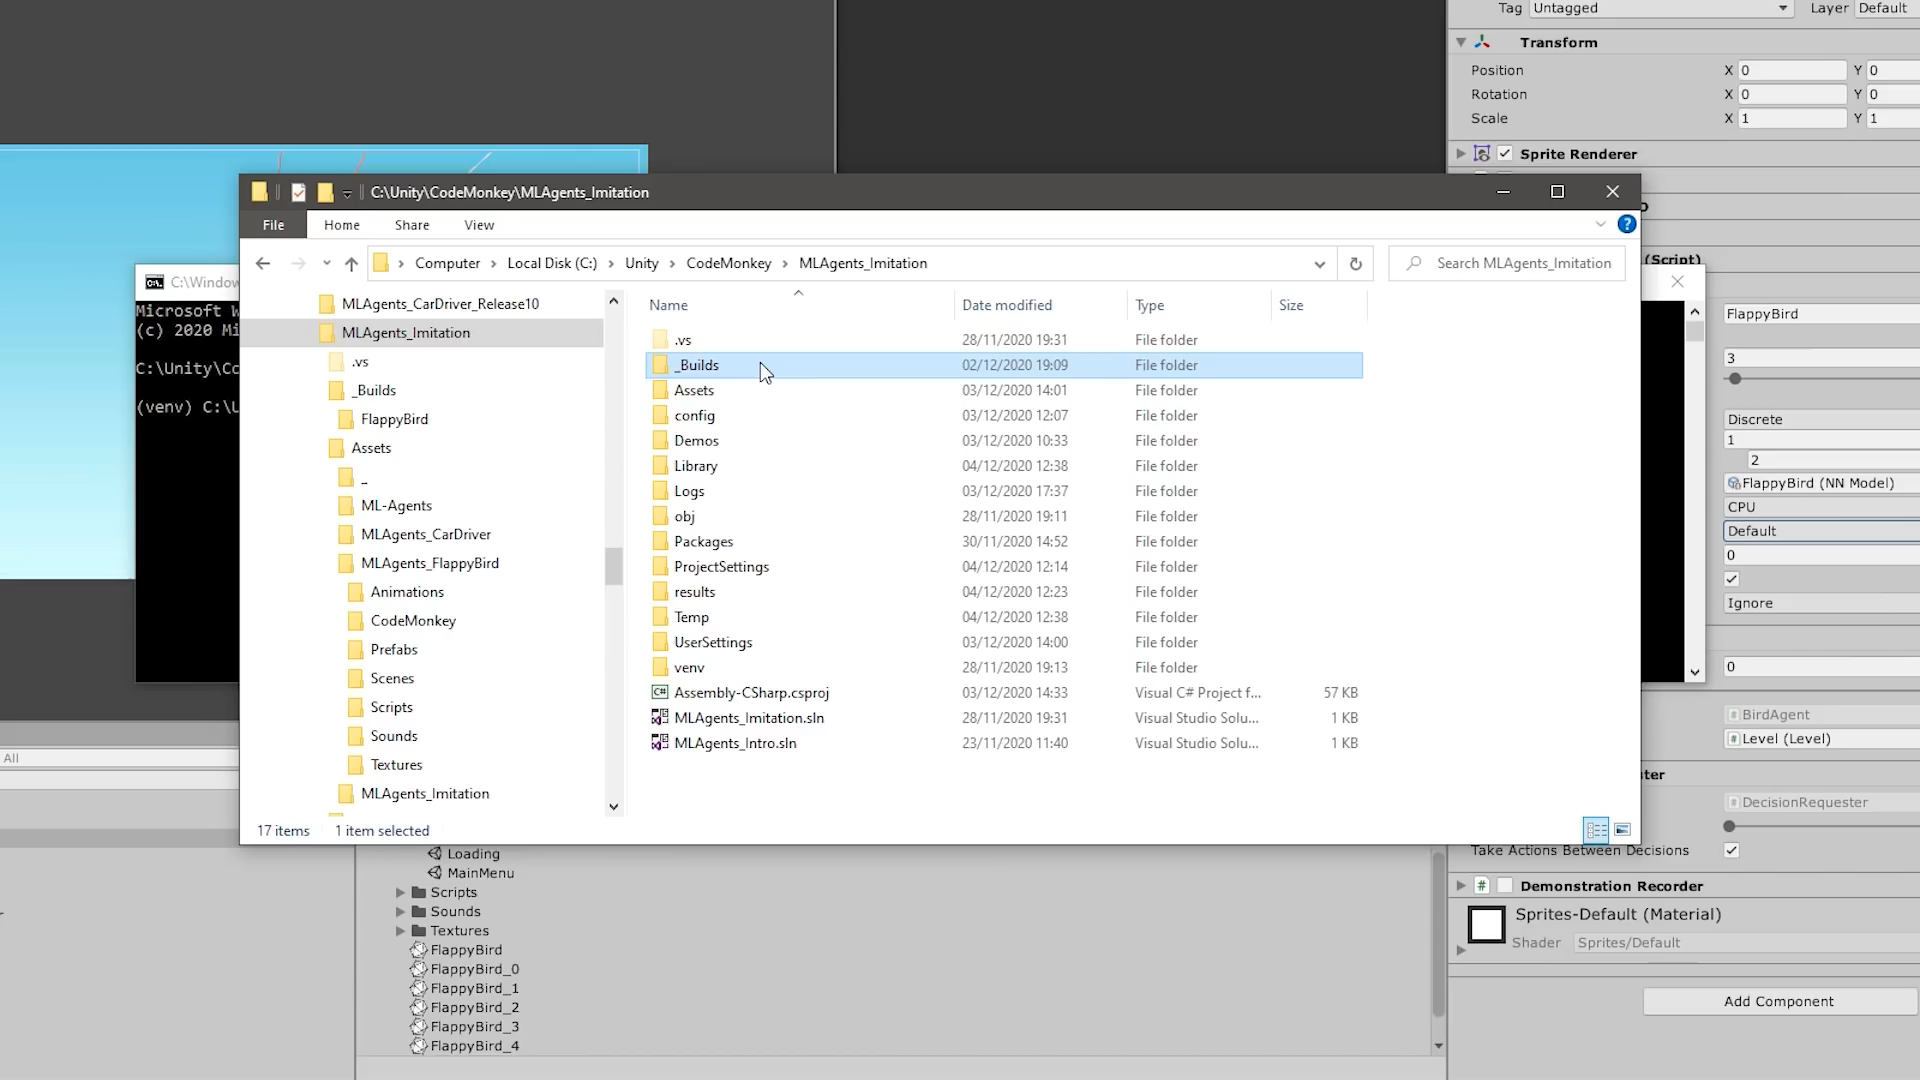 Tag Untagged Layer Default
Transform
Position X 0 Y 0
Rotation X 0 Y 0
Scale X 1 Y 1
Sprite Renderer
C:\Unity\CodeMonkey\MLAgents_Imitation
File Home Share View
Computer Local Disk (C:) Unity CodeMonkey MLAgents_Imitation
Search MLAgents_Imitation
(Script)
C:\Window
Microsoft W
(c) 2020 Mi
C:\Unity\Co
(venv) C:\U
MLAgents_CarDriver_Release10
MLAgents_Imitation
.vs
_Builds
FlappyBird
Assets
_
ML-Agents
MLAgents_CarDriver
MLAgents_FlappyBird
Animations
CodeMonkey
Prefabs
Scenes
Scripts
Sounds
Textures
MLAgents_Imitation
Name Date modified Type Size
.vs 28/11/2020 19:31 File folder
_Builds 02/12/2020 19:09 File folder
Assets 03/12/2020 14:01 File folder
config 03/12/2020 12:07 File folder
Demos 03/12/2020 10:33 File folder
Library 04/12/2020 12:38 File folder
Logs 03/12/2020 17:37 File folder
obj 28/11/2020 19:11 File folder
Packages 30/11/2020 14:52 File folder
ProjectSettings 04/12/2020 12:14 File folder
results 04/12/2020 12:23 File folder
Temp 04/12/2020 12:38 File folder
UserSettings 03/12/2020 14:00 File folder
venv 28/11/2020 19:13 File folder
Assembly-CSharp.csproj 03/12/2020 14:33 Visual C# Project f... 57 KB
MLAgents_Imitation.sln 28/11/2020 19:31 Visual Studio Solu... 1 KB
MLAgents_Intro.sln 23/11/2020 11:40 Visual Studio Solu... 1 KB
17 items 1 item selected
FlappyBird
3
Discrete
1
2
FlappyBird (NN Model)
CPU
Default
0
Ignore
0
BirdAgent
Level (Level)
ter
DecisionRequester
Take Actions Between Decisions
Demonstration Recorder
Sprites-Default (Material)
Shader Sprites/Default
Add Component
All
Loading
MainMenu
Scripts
Sounds
Textures
FlappyBird
FlappyBird_0
FlappyBird_1
FlappyBird_2
FlappyBird_3
FlappyBird_4